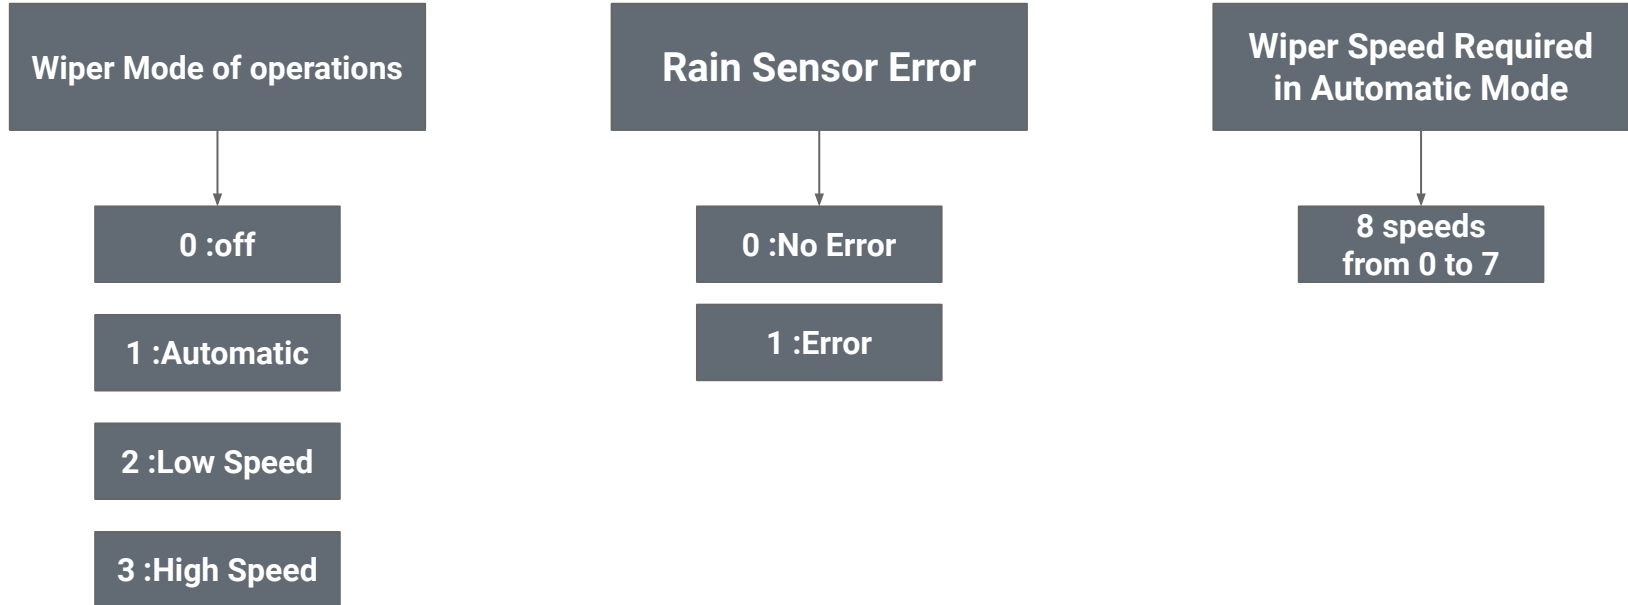 Wiper Mode of operations
0 :off
1 :Automatic
2 :Low Speed
3 :High Speed
Rain Sensor Error
0 :No Error
1 :Error
Wiper Speed Required
in Automatic Mode
8 speeds
from 0 to 7